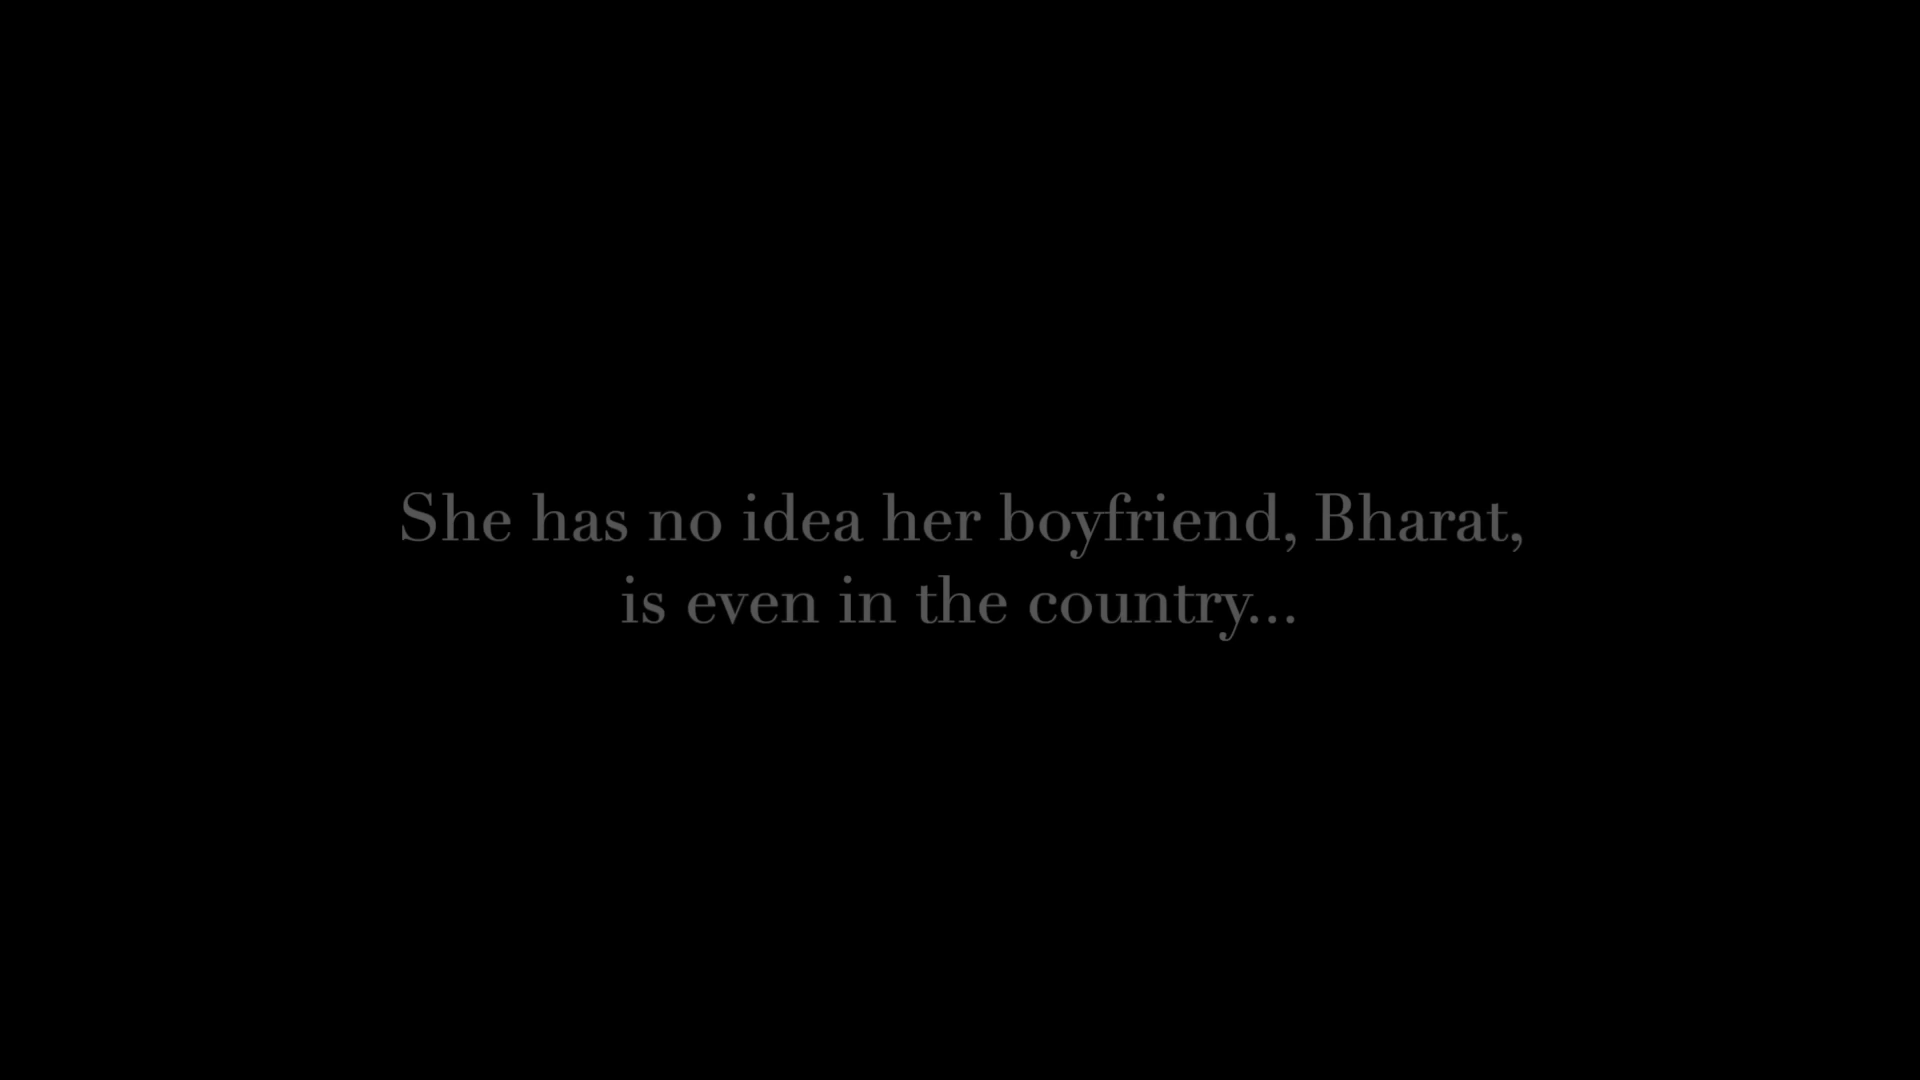 She has no idea her boyfriend, Bharat,
is even in the country...